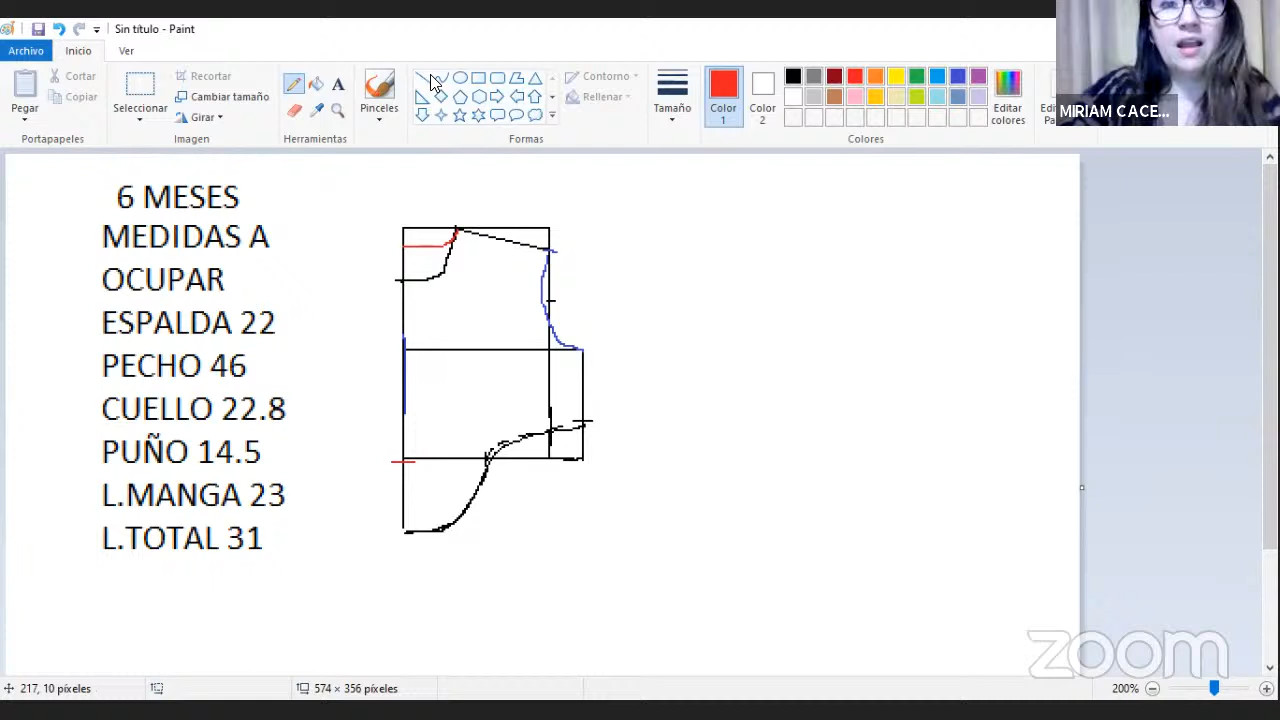 Sin título - Paint
Archivo Inicio Ver
Pegar
Cortar
Copiar
Portapapeles
Seleccionar
Recortar
Cambiar tamaño
Girar
Imagen
A
Herramientas
Pinceles
Formas
Contorno
Rellenar
Tamaño
Color
1
Color
2
Editar
colores
Colores
MIRIAM CACE...
6 MESES
MEDIDAS A
OCUPAR
ESPALDA 22
PECHO 46
CUELLO 22.8
PUÑO 14.5
L.MANGA 23
L.TOTAL 31
zoom
217, 10 píxeles
574 × 356 píxeles
200%